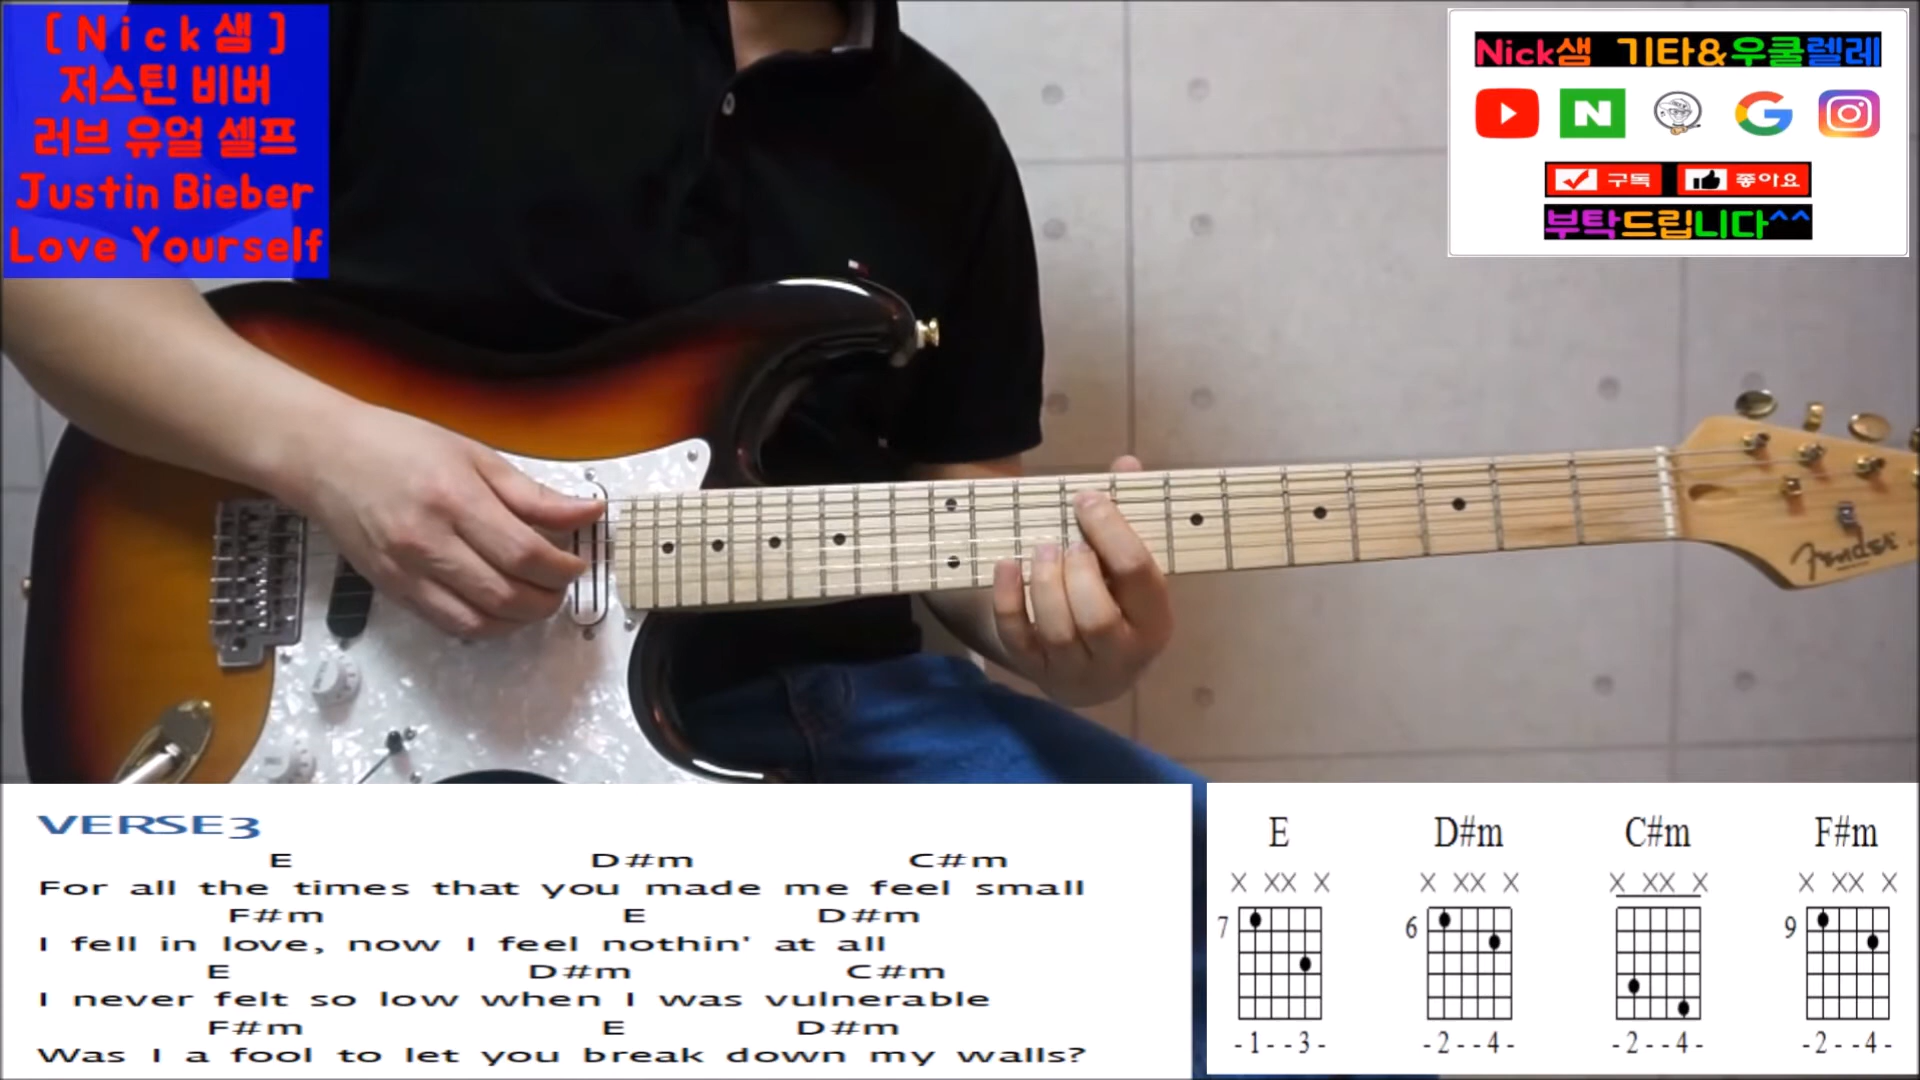 [Nick샘]
저스틴 비버
러브 유얼 셀프
Justin Bieber
Love Yourself
Nick샘 기타&우쿨렐레
N
구독 좋아요
부탁드립니다^^
Fender
VERSE3
E D#m C#m
For all the times that you made me feel small
F#m E D#m
I fell in love, now I feel nothin' at all
E D#m C#m
I never felt so low when I was vulnerable
F#m E D#m
Was I a fool to let you break down my walls?
E D#m C#m F#m
X XX X X XX X X XX X X XX X
7 6 9
-1--3- -2--4- -2--4- -2--4-